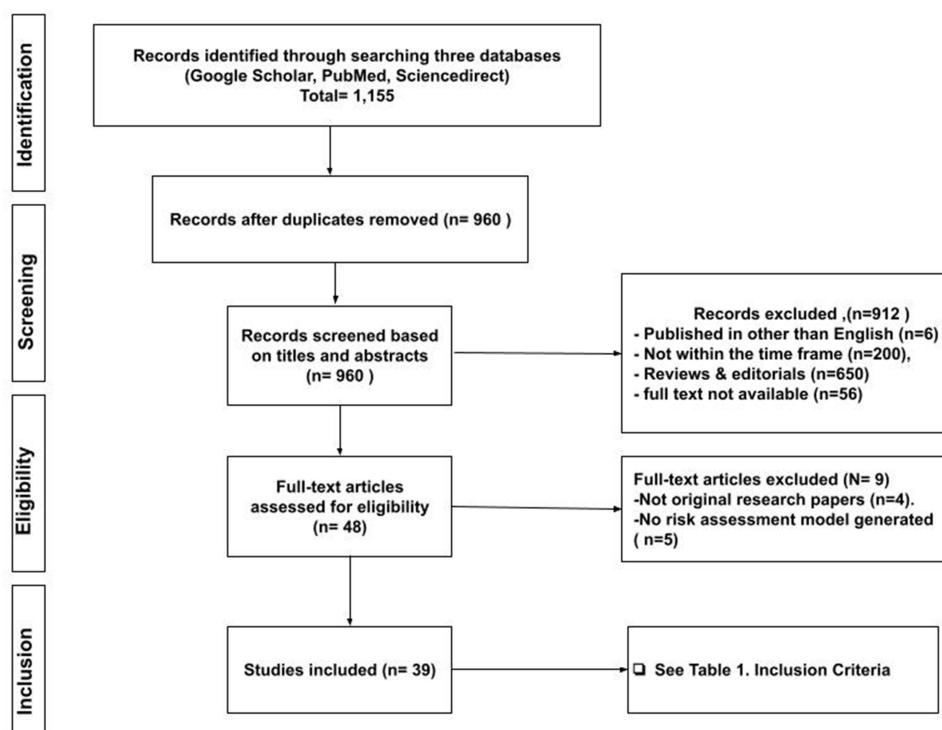 Identification
Records identified through searching three databases
(Google Scholar, PubMed, Sciencedirect)
Total= 1,155
Screening
Records after duplicates removed (n= 960 )
Records screened based
on titles and abstracts
(n= 960 )
Records excluded ,(n=912 )
- Published in other than English (n=6)
- Not within the time frame (n=200),
- Reviews & editorials (n=650)
- full text not available (n=56)
Eligibility
Full-text articles
assessed for eligibility
(n= 48)
Full-text articles excluded (N= 9)
-Not original research papers (n=4).
-No risk assessment model generated
( n=5)
Inclusion
Studies included (n= 39)
❑ See Table 1. Inclusion Criteria